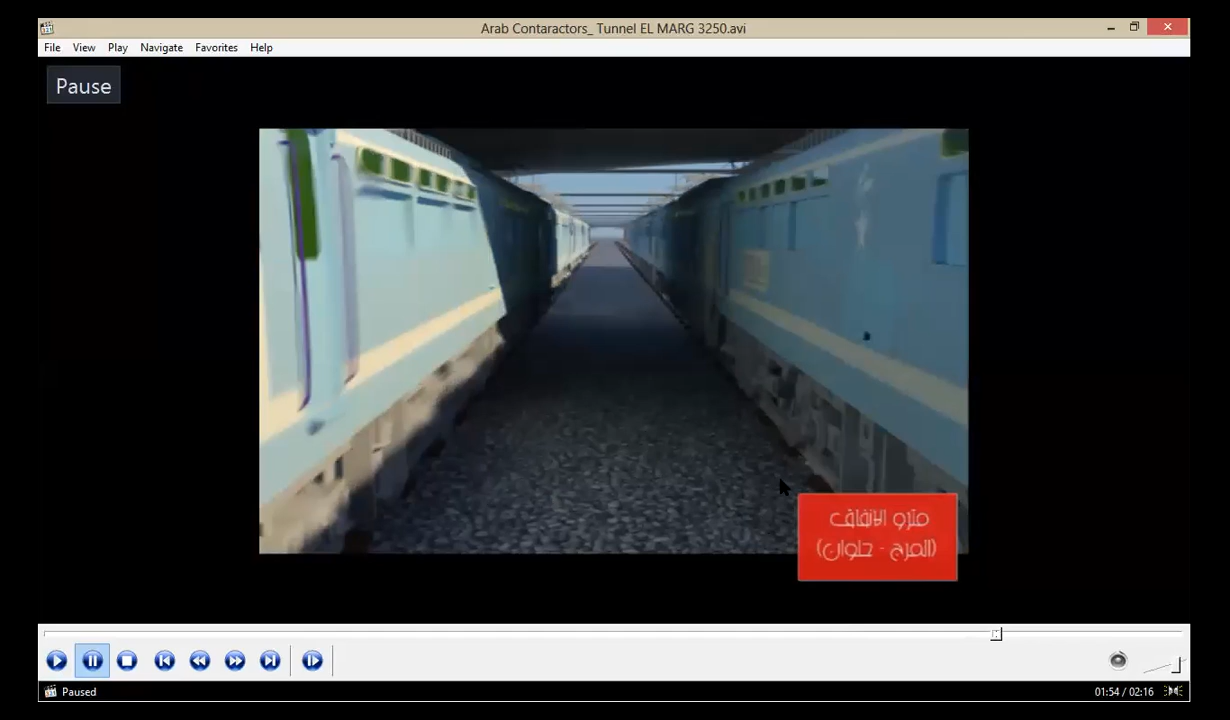 Arab Contaractors_ Tunnel EL MARG 3250.avi
File View Play Navigate Favorites Help
Pause
مترو الانفاق
(المرج - حلوان)
Paused
01:54 / 02:16